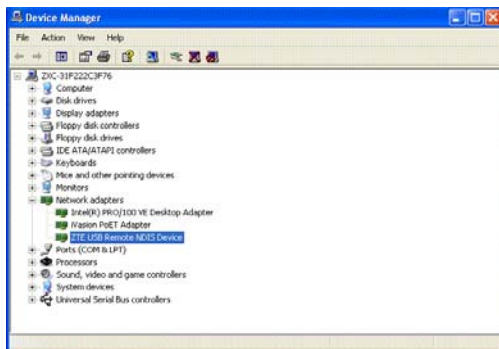 Device Manager
File Action View Help
ZXC-31F222C3F76
Computer
Disk drives
Display adapters
Floppy disk controllers
Floppy disk drives
IDE ATA/ATAPI controllers
Keyboards
Mice and other pointing devices
Monitors
Network adapters
Intel(R) PRO/100 VE Desktop Adapter
iVasion PoET Adapter
ZTE USB Remote NDIS Device
Ports (COM & LPT)
Processors
Sound, video and game controllers
System devices
Universal Serial Bus controllers